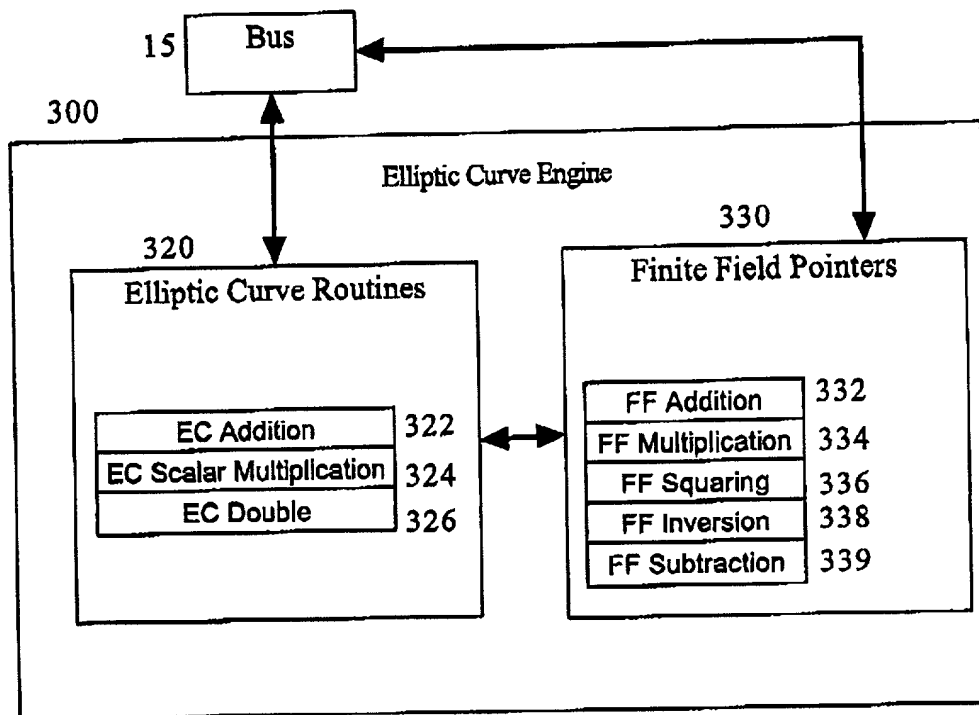 15
Bus
300
Elliptic Curve Engine
320
330
Elliptic Curve Routines
Finite Field Pointers
EC Addition 322
EC Scalar Multiplication 324
EC Double 326
FF Addition 332
FF Multiplication 334
FF Squaring 336
FF Inversion 338
FF Subtraction 339